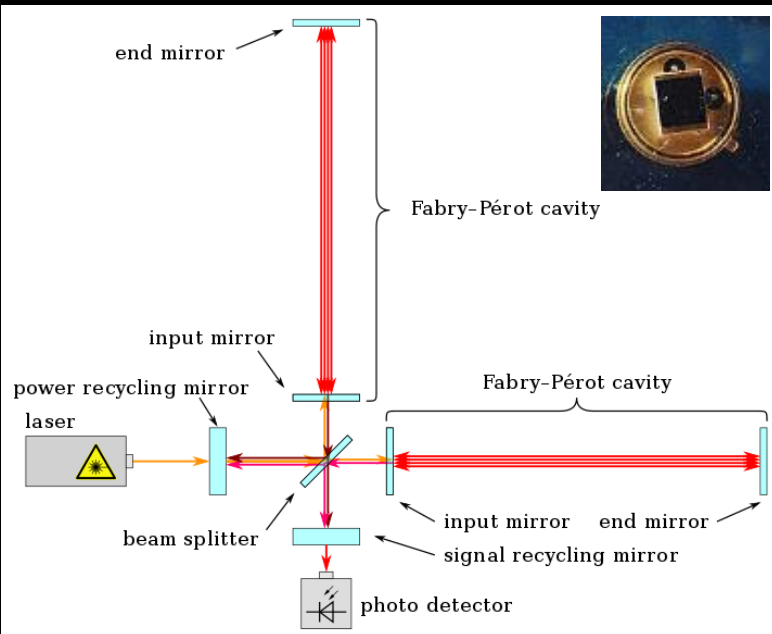 end mirror
Fabry–Pérot cavity
input mirror
power recycling mirror
Fabry–Pérot cavity
laser
beam splitter
input mirror
end mirror
signal recycling mirror
photo detector